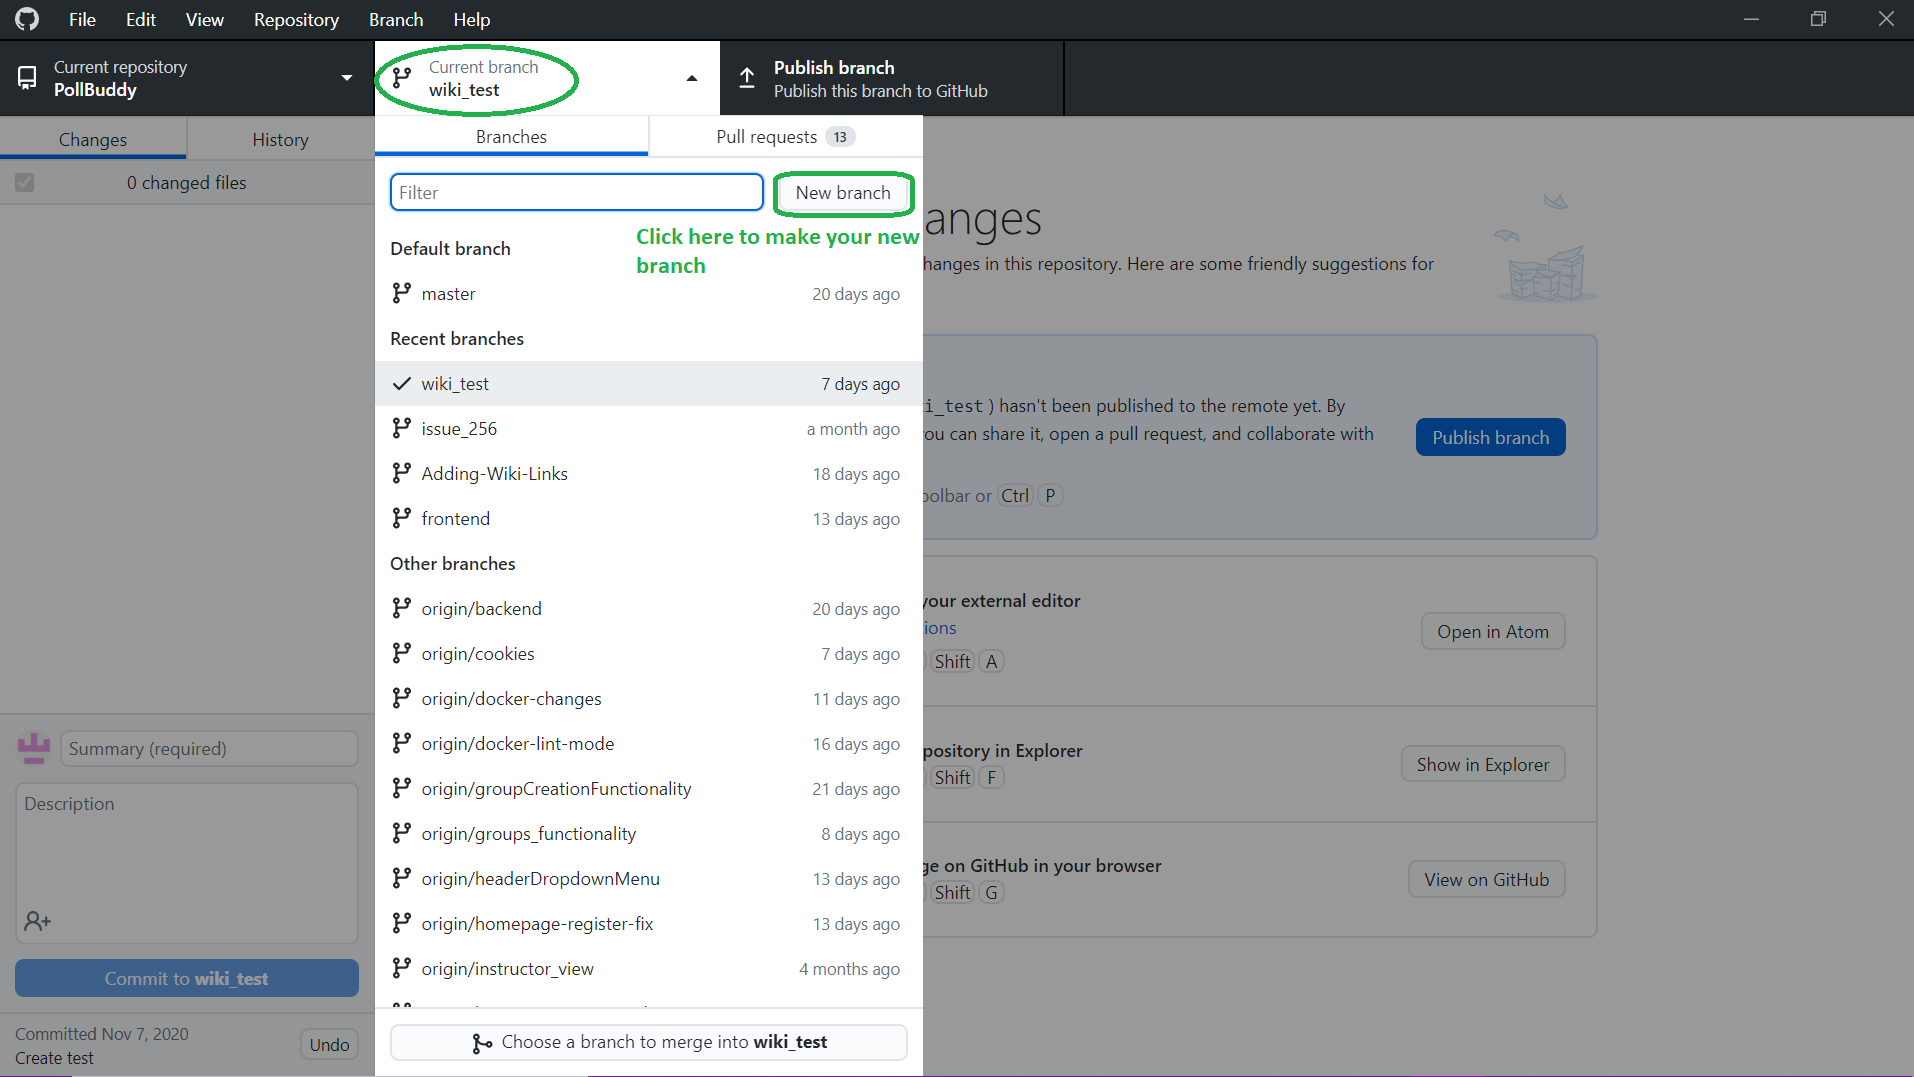 File Edit View Repository Branch Help
Current repository
PollBuddy
Current branch
wiki_test
Publish branch
Publish this branch to GitHub
Changes History
0 changed files
Branches Pull requests 13
Filter New branch
Click here to make your new
branch
Default branch
master 20 days ago
Recent branches
wiki_test 7 days ago
issue_256 a month ago
Adding-Wiki-Links 18 days ago
frontend 13 days ago
Other branches
origin/backend 20 days ago
origin/cookies 7 days ago
origin/docker-changes 11 days ago
origin/docker-lint-mode 16 days ago
origin/groupCreationFunctionality 21 days ago
origin/groups_functionality 8 days ago
origin/headerDropdownMenu 13 days ago
origin/homepage-register-fix 13 days ago
origin/instructor_view 4 months ago
Choose a branch to merge into wiki_test
anges
hanges in this repository. Here are some friendly suggestions for
i_test ) hasn't been published to the remote yet. By
ou can share it, open a pull request, and collaborate with
Publish branch
oolbar or Ctrl P
your external editor
ions
Shift A
Open in Atom
pository in Explorer
Shift F
Show in Explorer
ge on GitHub in your browser
Shift G
View on GitHub
Summary (required)
Description
Commit to wiki_test
Committed Nov 7, 2020
Create test
Undo